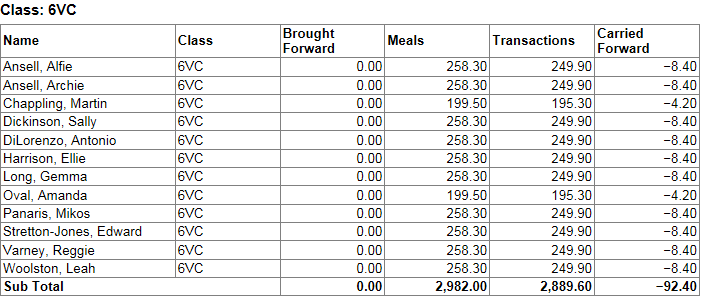 Class: 6VC
Name Class Brought Forward Meals Transactions Carried Forward
Ansell, Alfie 6VC 0.00 258.30 249.90 −8.40
Ansell, Archie 6VC 0.00 258.30 249.90 −8.40
Chappling, Martin 6VC 0.00 199.50 195.30 −4.20
Dickinson, Sally 6VC 0.00 258.30 249.90 −8.40
DiLorenzo, Antonio 6VC 0.00 258.30 249.90 −8.40
Harrison, Ellie 6VC 0.00 258.30 249.90 −8.40
Long, Gemma 6VC 0.00 258.30 249.90 −8.40
Oval, Amanda 6VC 0.00 199.50 195.30 −4.20
Panaris, Mikos 6VC 0.00 258.30 249.90 −8.40
Stretton-Jones, Edward 6VC 0.00 258.30 249.90 −8.40
Varney, Reggie 6VC 0.00 258.30 249.90 −8.40
Woolston, Leah 6VC 0.00 258.30 249.90 −8.40
Sub Total 0.00 2,982.00 2,889.60 −92.40